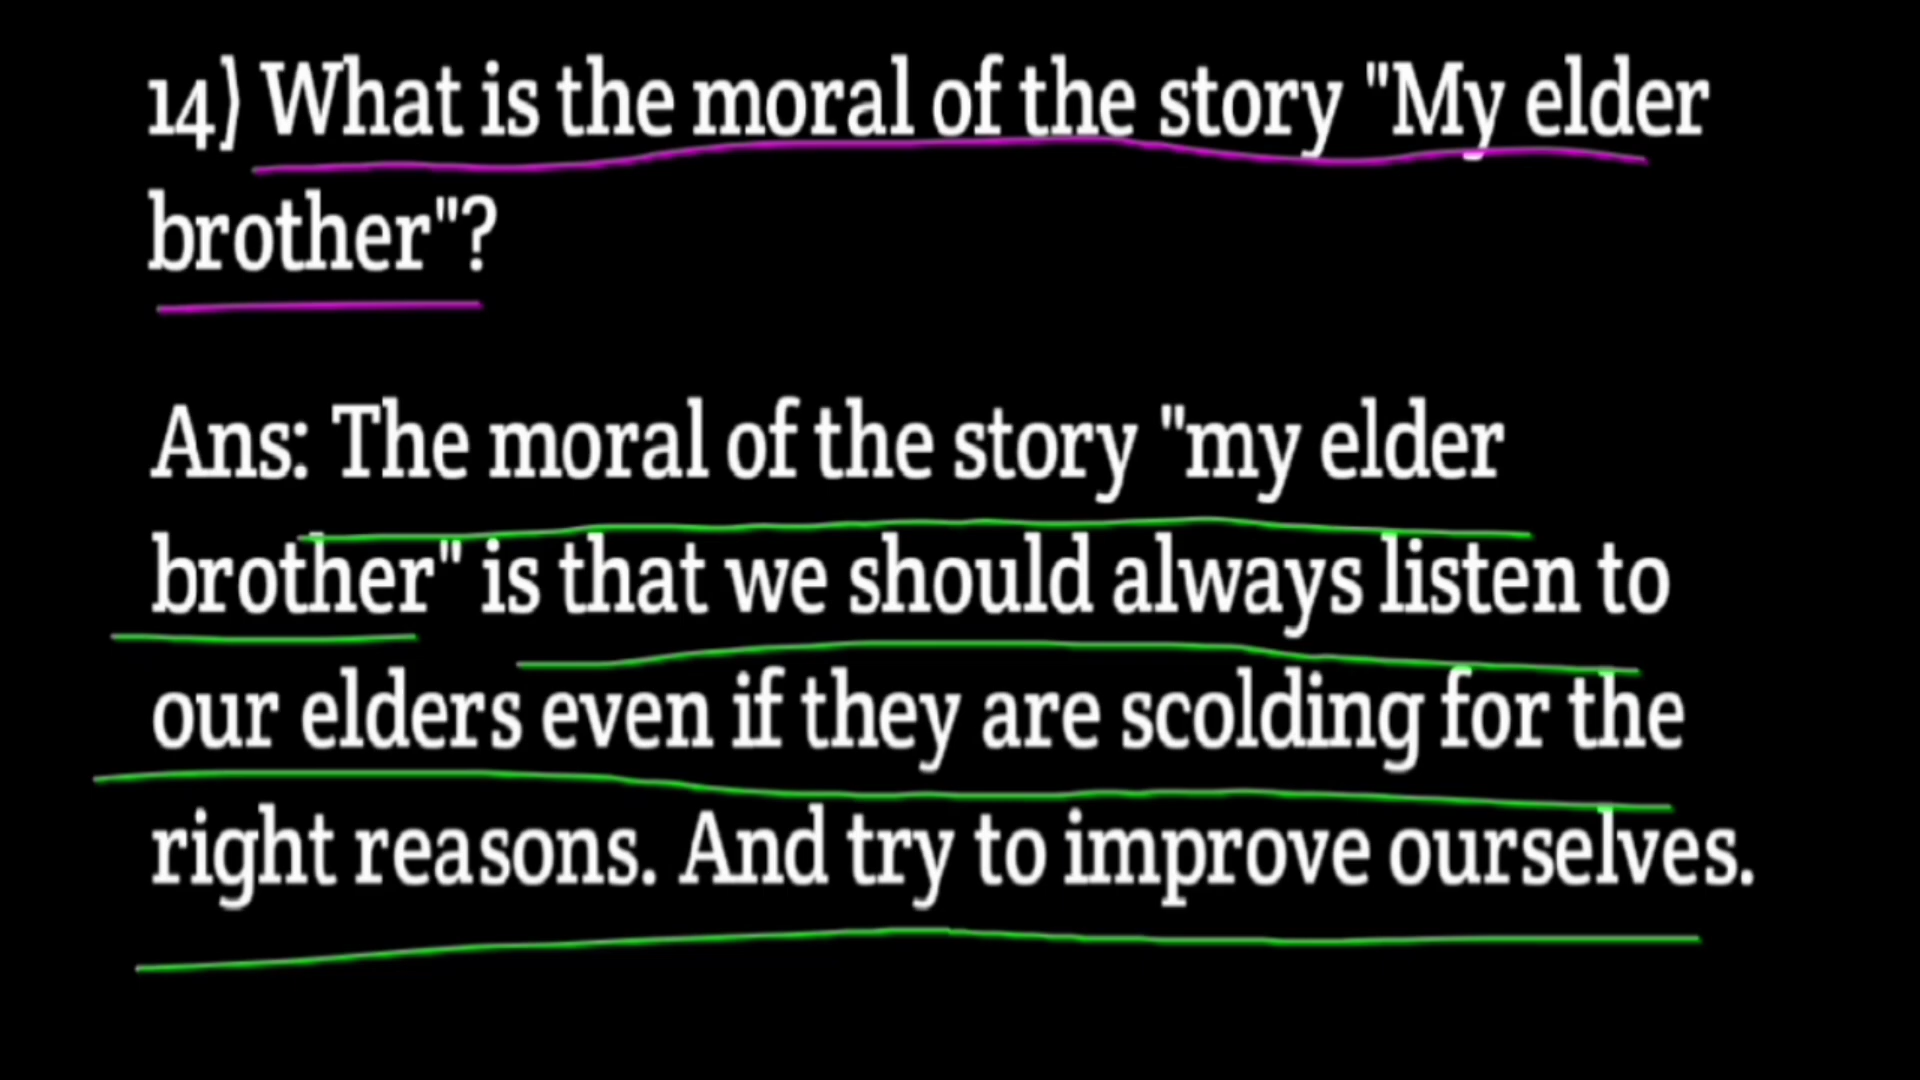 14) What is the moral of the story "My elder
brother"?
Ans: The moral of the story "my elder
brother" is that we should always listen to
our elders even if they are scolding for the
right reasons. And try to improve ourselves.